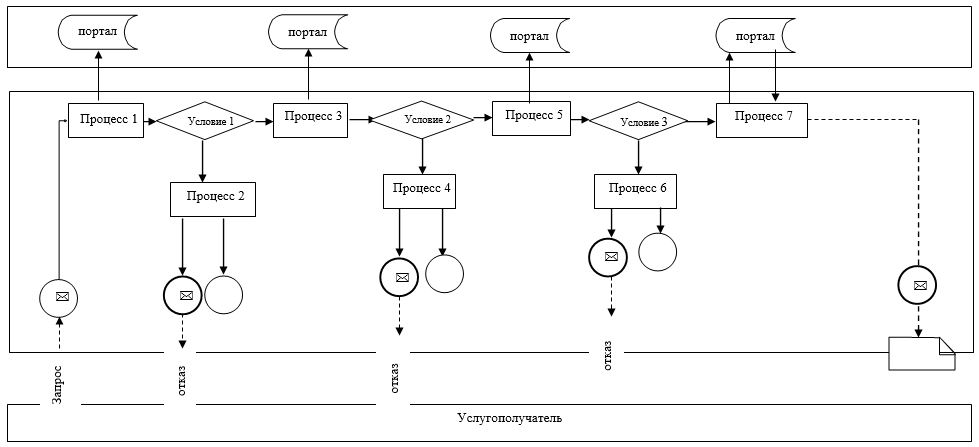 портал
портал
портал
портал
Процесс 1
Условие 1
Процесс 3
Условие 2
Процесс 5
Условие 3
Процесс 7
Процесс 2
Процесс 4
Процесс 6
Запрос
отказ
отказ
отказ
Услугополучатель